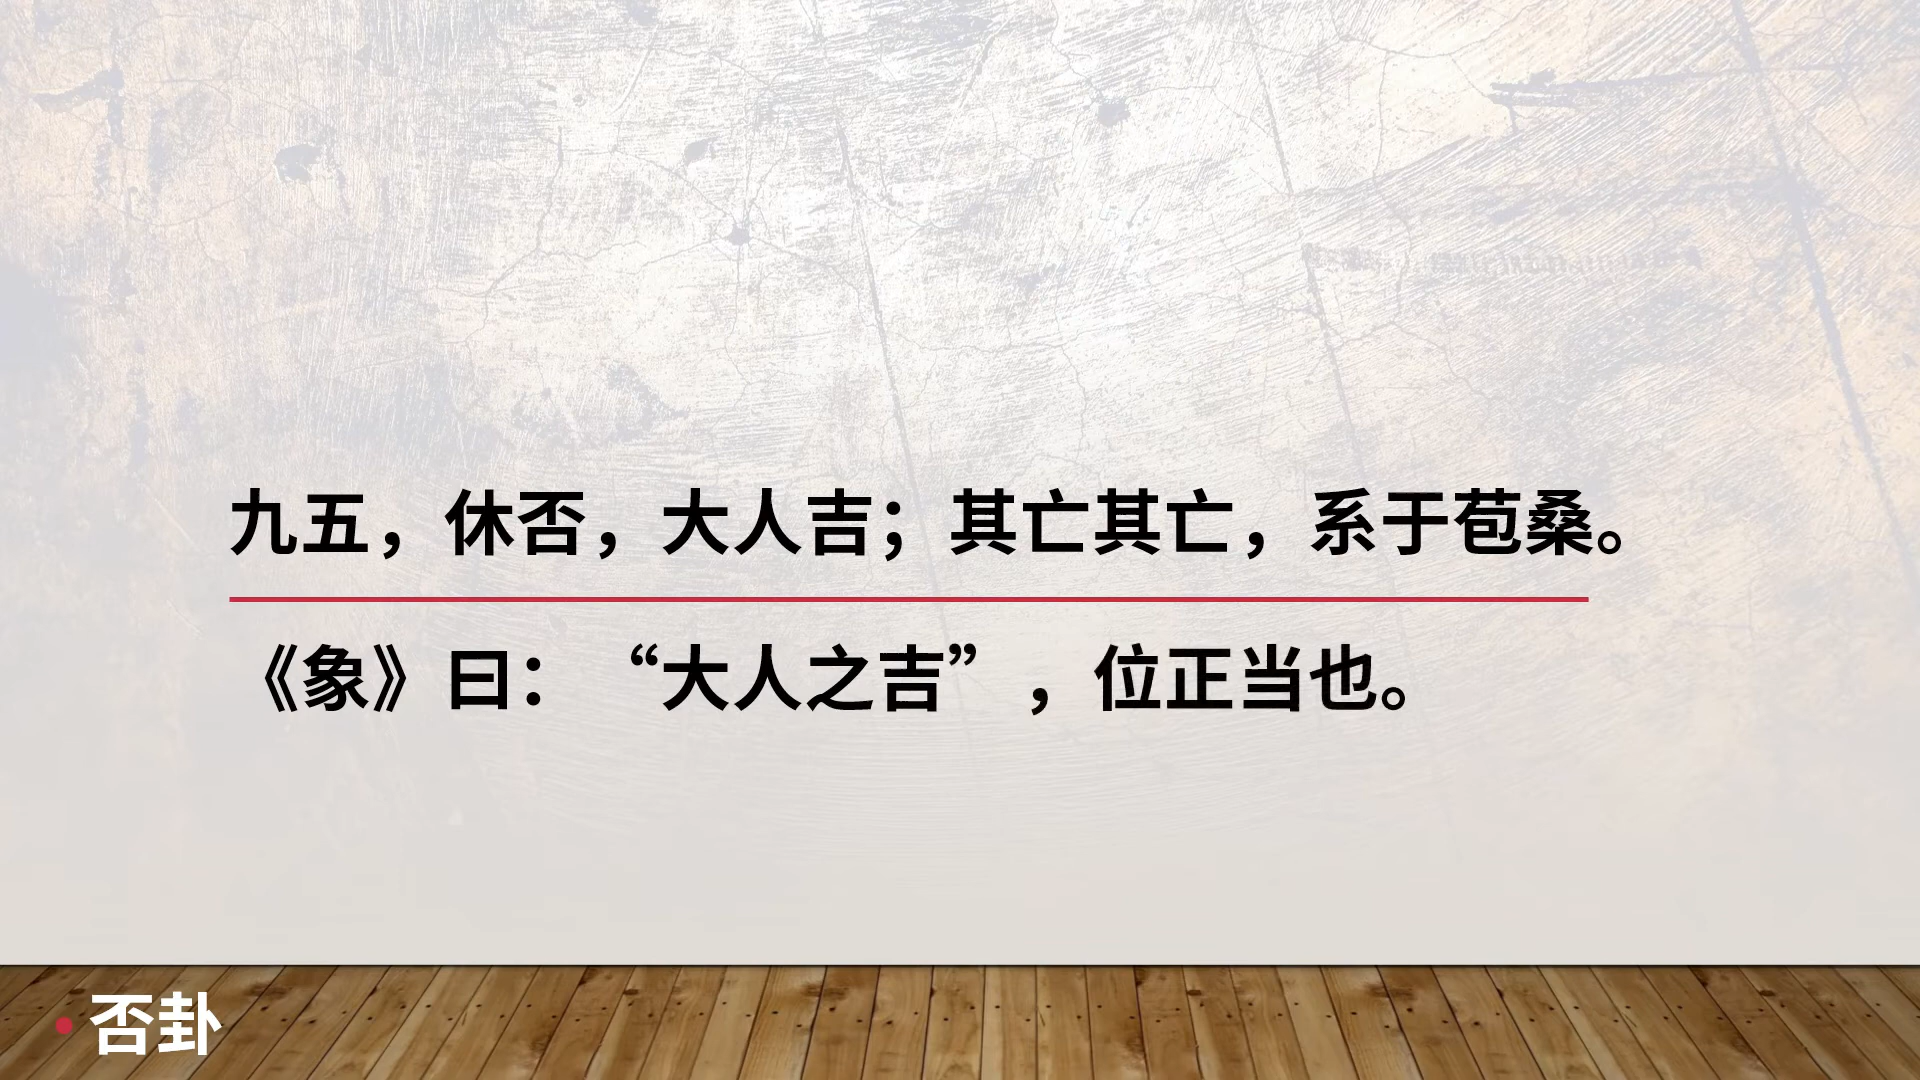 九五，休否，大人吉；其亡其亡，系于苞桑。
《象》曰：“大人之吉”，位正当也。
• 否卦